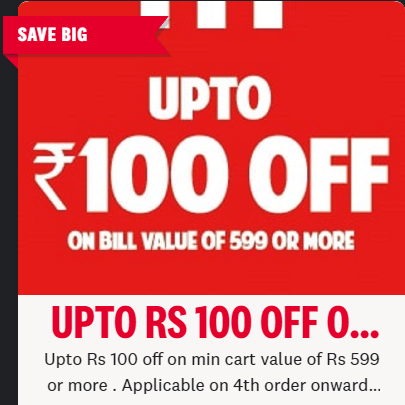 SAVE BIG
UPTO
₹100 OFF
ON BILL VALUE OF 599 OR MORE
UPTO RS 100 OFF O...
Upto Rs 100 off on min cart value of Rs 599
or more . Applicable on 4th order onward...